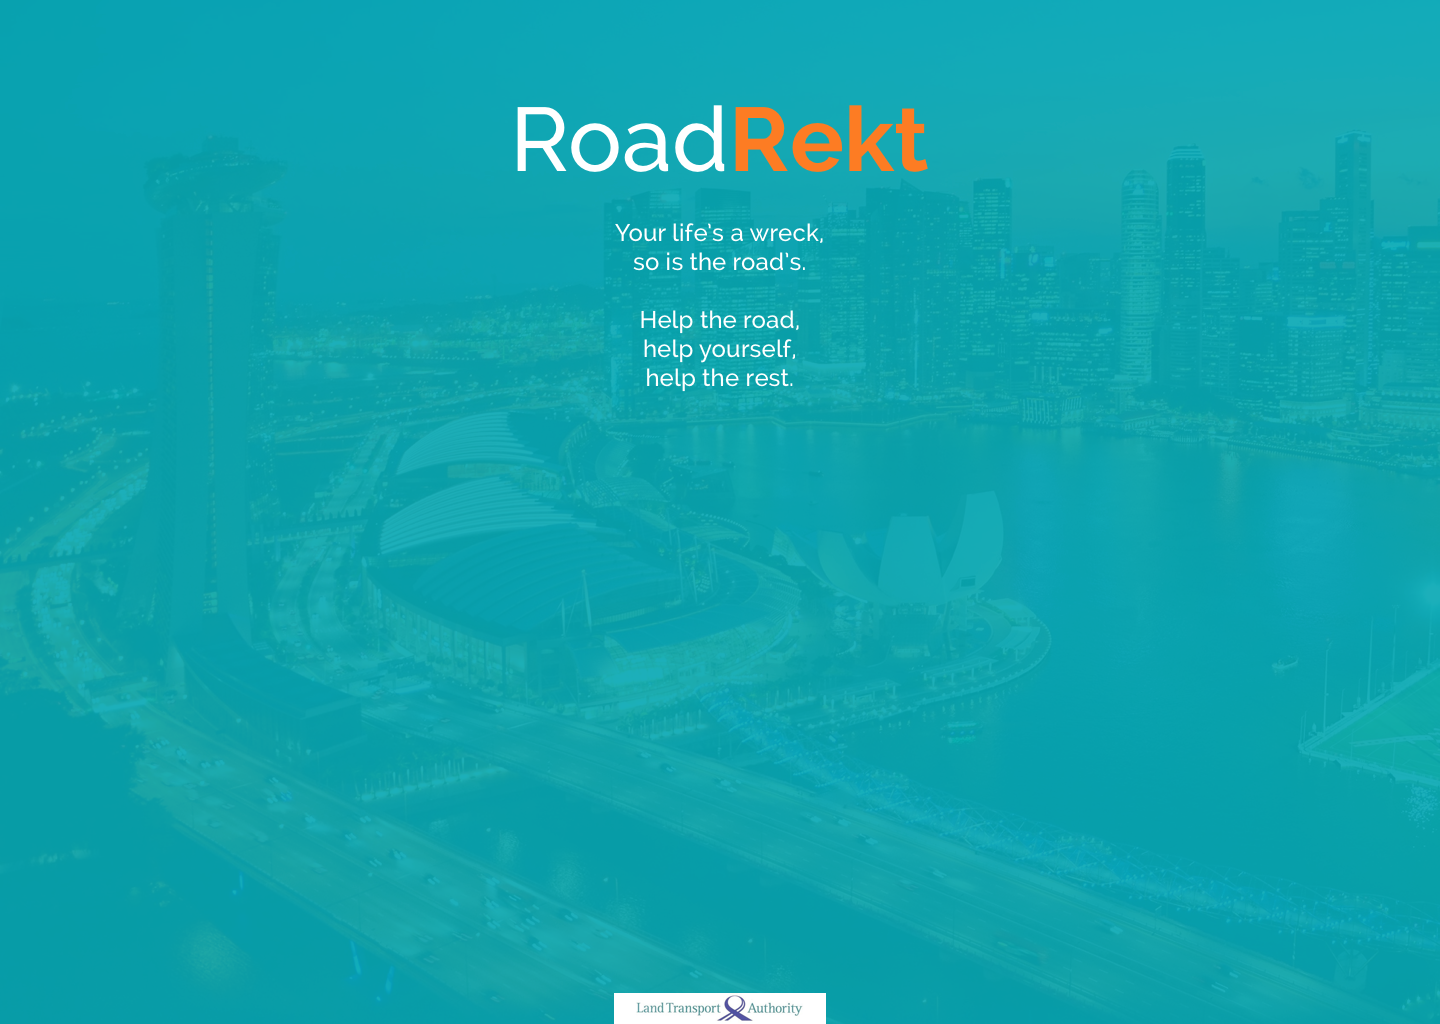 RoadRekt
Your life's a wreck,
so is the road's.
Help the road,
help yourself,
help the rest.
Land Transport Authority